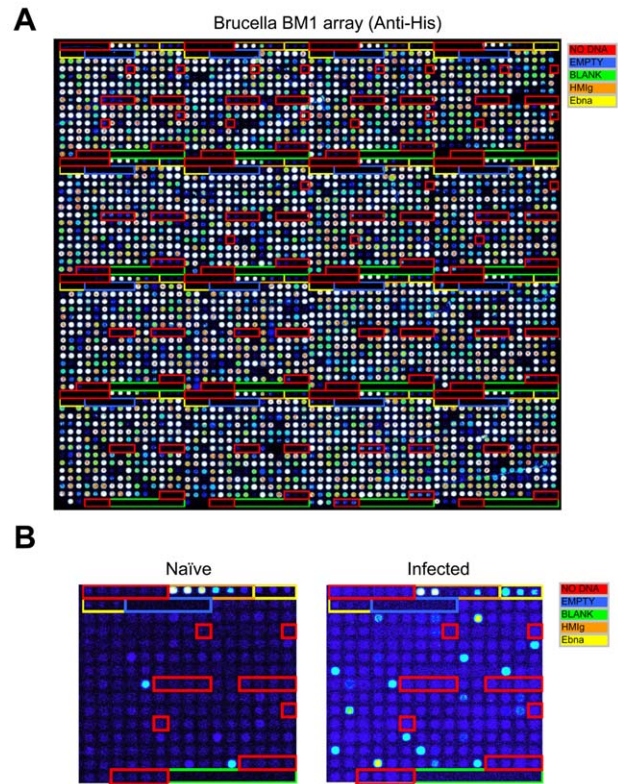 A
Brucella BM1 array (Anti-His)
NO DNA
EMPTY
BLANK
HMIg
Ebna
B
Naïve
Infected
NO DNA
EMPTY
BLANK
HMIg
Ebna